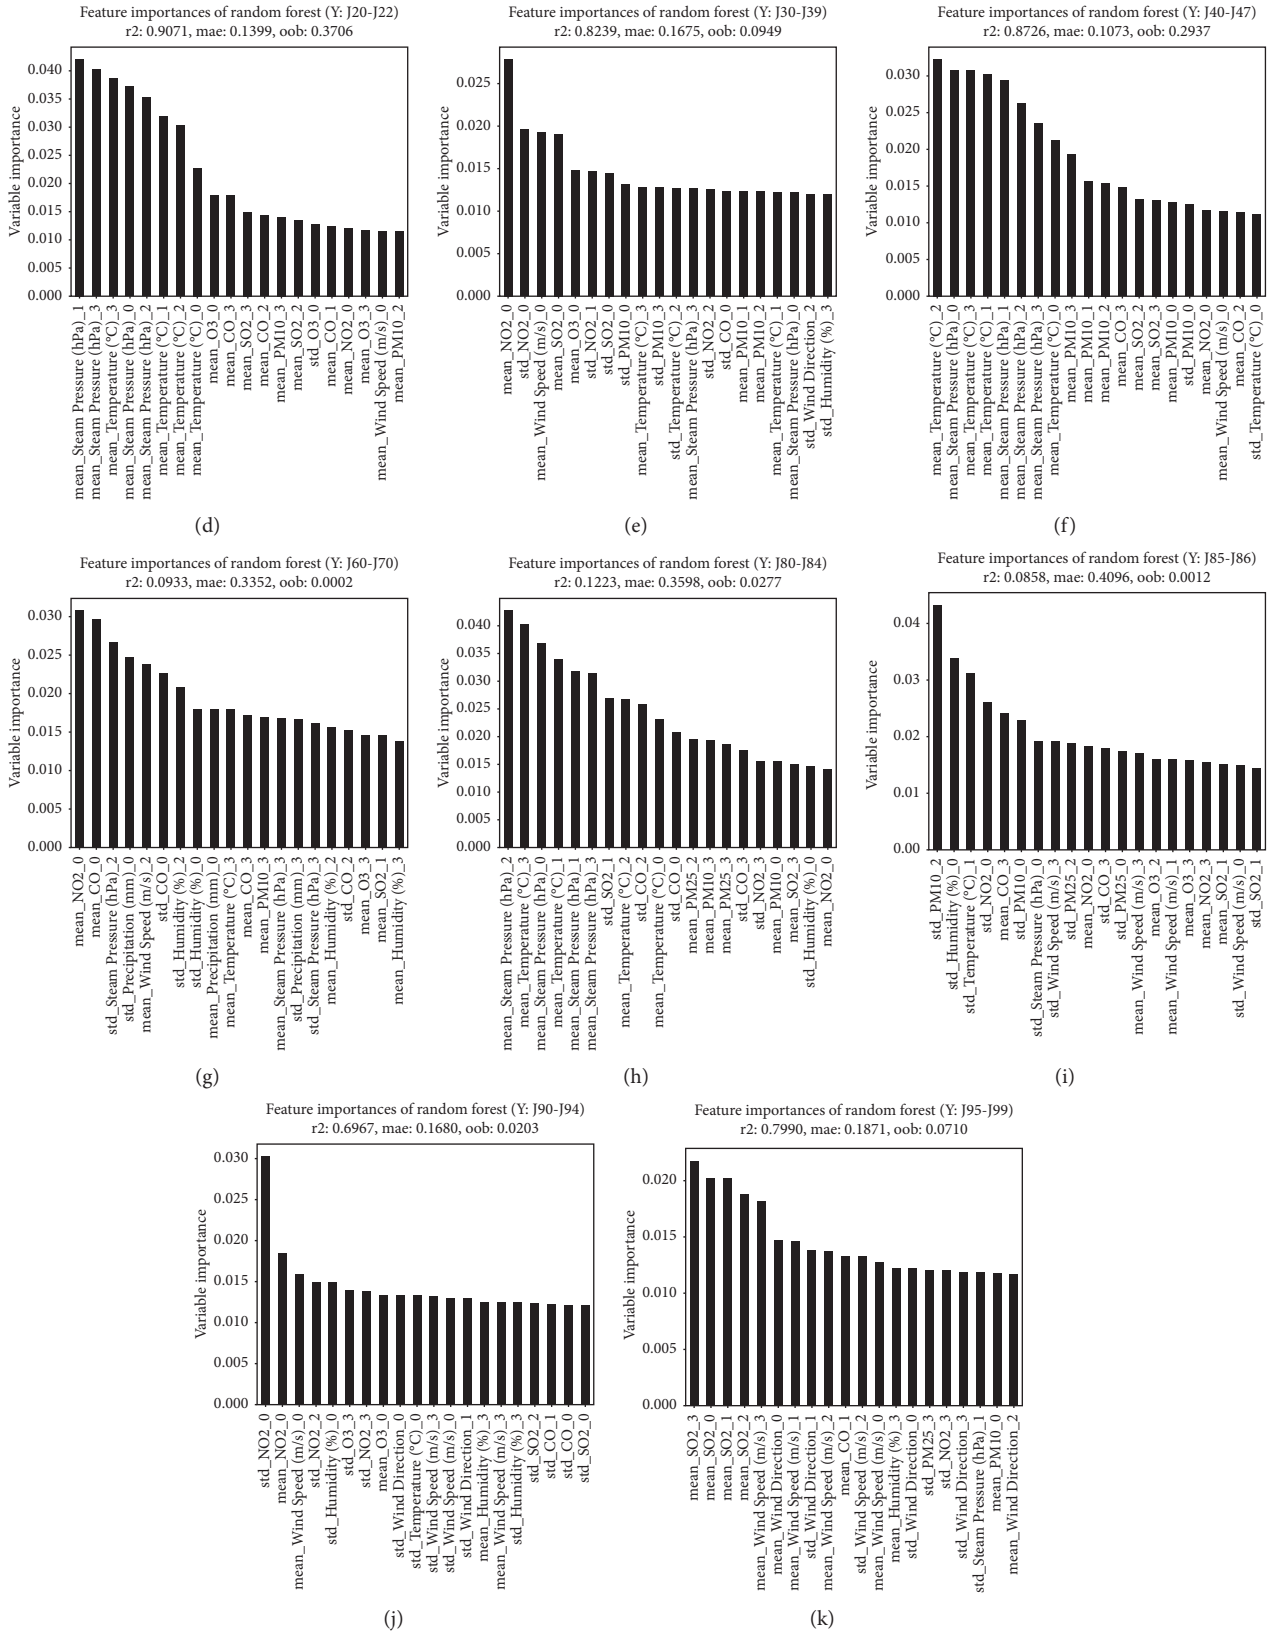 Feature importances of random forest (Y: J20-J22)
r2: 0.9071, mae: 0.1399, oob: 0.3706
Variable importance
0.040
0.035
0.030
0.025
0.020
0.015
0.010
0.005
0.000
mean_Steam Pressure (hPa)_1
mean_Steam Pressure (hPa)_3
mean_Temperature (°C)_3
mean_Steam Pressure (hPa)_0
mean_Steam Pressure (hPa)_2
mean_Temperature (°C)_1
mean_Temperature (°C)_2
mean_Temperature (°C)_0
mean_O3_0
mean_CO_3
mean_SO2_3
mean_CO_2
mean_PM10_3
mean_SO2_2
std_O3_0
mean_CO_1
mean_NO2_0
mean_O3_3
mean_Wind Speed (m/s)_0
mean_PM10_2
(d)
Feature importances of random forest (Y: J30-J39)
r2: 0.8239, mae: 0.1675, oob: 0.0949
Variable importance
0.025
0.020
0.015
0.010
0.005
0.000
mean_NO2_0
std_NO2_0
mean_Wind Speed (m/s)_0
mean_SO2_0
mean_O3_0
std_NO2_1
std_SO2_0
std_PM10_0
mean_Temperature (°C)_3
std_PM10_3
std_Temperature (°C)_2
mean_Steam Pressure (hPa)_3
std_NO2_2
std_CO_0
mean_PM10_1
mean_PM10_2
mean_Temperature (°C)_1
mean_Steam Pressure (hPa)_0
std_Wind Direction_2
std_Humidity (%)_3
(e)
Feature importances of random forest (Y: J40-J47)
r2: 0.8726, mae: 0.1073, oob: 0.2937
Variable importance
0.030
0.025
0.020
0.015
0.010
0.005
0.000
mean_Temperature (°C)_2
mean_Steam Pressure (hPa)_0
mean_Temperature (°C)_3
mean_Temperature (°C)_1
mean_Steam Pressure (hPa)_1
mean_Steam Pressure (hPa)_2
mean_Steam Pressure (hPa)_3
mean_Temperature (°C)_0
mean_PM10_3
mean_PM10_1
mean_PM10_2
mean_CO_3
mean_SO2_2
mean_SO2_3
mean_PM10_0
std_PM10_0
mean_NO2_0
mean_Wind Speed (m/s)_0
mean_CO_2
std_Temperature (°C)_0
(f)
Feature importances of random forest (Y: J60-J70)
r2: 0.0933, mae: 0.3352, oob: 0.0002
Variable importance
0.030
0.025
0.020
0.015
0.010
0.005
0.000
mean_NO2_0
mean_CO_0
std_Steam Pressure (hPa)_2
std_Precipitation (mm)_0
mean_Wind Speed (m/s)_2
std_CO_0
std_Humidity (%)_2
std_Humidity (%)_0
mean_Precipitation (mm)_0
mean_Temperature (°C)_3
mean_CO_3
mean_PM10_3
mean_Steam Pressure (hPa)_3
std_Precipitation (mm)_3
std_Steam Pressure (hPa)_3
mean_Humidity (%)_2
std_CO_2
mean_O3_3
mean_SO2_1
mean_Humidity (%)_3
(g)
Feature importances of random forest (Y: J80-J84)
r2: 0.1223, mae: 0.3598, oob: 0.0277
Variable importance
0.040
0.035
0.030
0.025
0.020
0.015
0.010
0.005
0.000
mean_Steam Pressure (hPa)_2
mean_Temperature (°C)_3
mean_Steam Pressure (hPa)_0
mean_Temperature (°C)_1
mean_Steam Pressure (hPa)_1
mean_Steam Pressure (hPa)_3
std_SO2_1
mean_Temperature (°C)_2
std_CO_2
mean_Temperature (°C)_0
std_CO_0
mean_PM25_2
mean_PM10_3
mean_PM25_3
std_CO_3
std_NO2_3
mean_PM10_0
mean_SO2_3
std_Humidity (%)_0
mean_NO2_0
(h)
Feature importances of random forest (Y: J85-J86)
r2: 0.0858, mae: 0.4096, oob: 0.0012
Variable importance
0.04
0.03
0.02
0.01
0.00
std_PM10_2
std_Humidity (%)_0
std_Temperature (°C)_1
std_NO2_0
mean_CO_3
std_PM10_0
std_Steam Pressure (hPa)_0
std_Wind Speed (m/s)_3
std_PM25_2
mean_NO2_0
std_CO_3
std_PM25_0
mean_Wind Speed (m/s)_3
mean_O3_2
mean_Wind Speed (m/s)_1
mean_O3_3
mean_NO2_3
mean_SO2_1
std_Wind Speed (m/s)_0
std_SO2_1
(i)
Feature importances of random forest (Y: J90-J94)
r2: 0.6967, mae: 0.1680, oob: 0.0203
Variable importance
0.030
0.025
0.020
0.015
0.010
0.005
0.000
std_NO2_0
mean_NO2_0
mean_Wind Speed (m/s)_0
std_NO2_2
std_Humidity (%)_0
std_O3_3
std_NO2_3
mean_O3_0
std_Wind Direction_0
std_Temperature (°C)_0
std_Wind Speed (m/s)_3
std_Wind Speed (m/s)_0
std_Wind Direction_1
mean_Humidity (%)_3
mean_Wind Speed (m/s)_3
std_Humidity (%)_3
std_SO2_2
std_CO_1
std_CO_0
std_SO2_0
(j)
Feature importances of random forest (Y: J95-J99)
r2: 0.7990, mae: 0.1871, oob: 0.0710
Variable importance
0.020
0.015
0.010
0.005
0.000
mean_SO2_3
mean_SO2_0
mean_SO2_1
mean_SO2_2
mean_Wind Speed (m/s)_3
mean_Wind Direction_0
mean_Wind Speed (m/s)_1
std_Wind Direction_1
mean_Wind Speed (m/s)_2
mean_CO_1
std_Wind Speed (m/s)_2
mean_Wind Speed (m/s)_0
mean_Humidity (%)_3
std_Wind Direction_0
std_PM25_3
std_NO2_3
std_Wind Direction_3
std_Steam Pressure (hPa)_1
mean_PM10_0
mean_Wind Direction_2
(k)